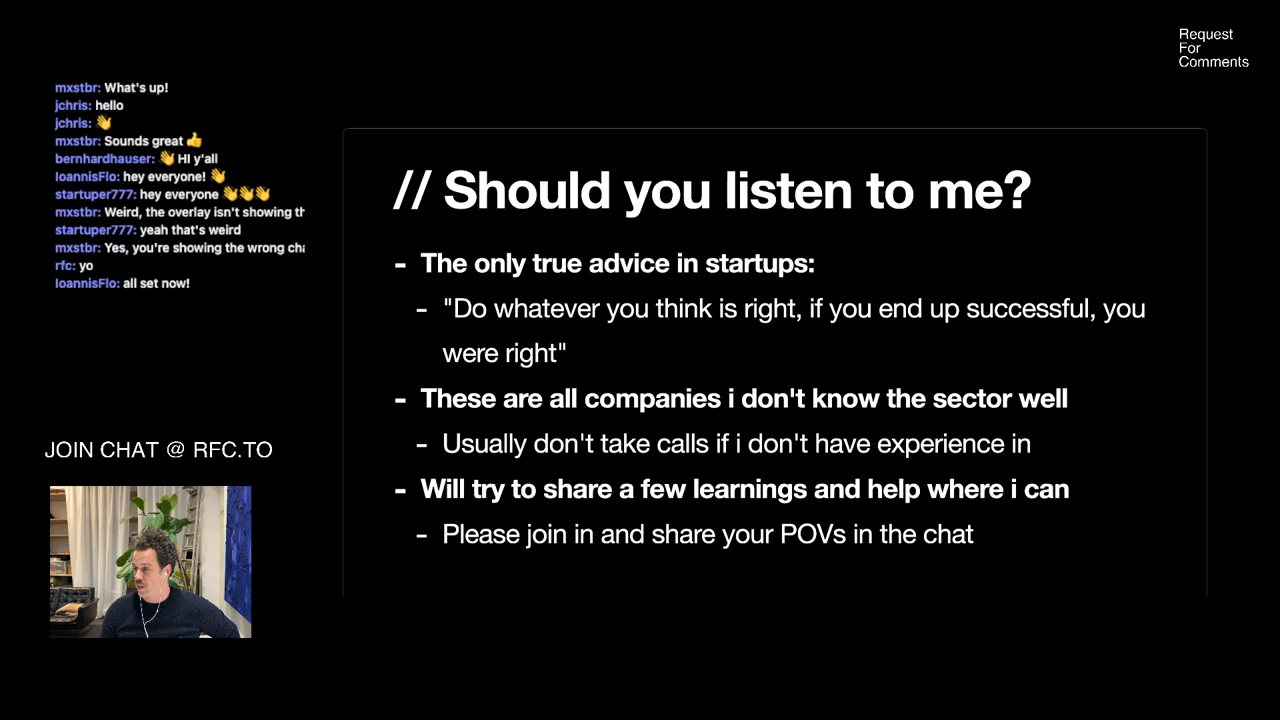 Request
For
Comments
mxstbr: What's up!
jchris: hello
jchris: 👋
mxstbr: Sounds great 👍
bernhardhauser: 👋 HI y'all
IoannisFlo: hey everyone! 👋
startuper777: hey everyone 👋👋👋
mxstbr: Weird, the overlay isn't showing th
startuper777: yeah that's weird
mxstbr: Yes, you're showing the wrong cha
rfc: yo
IoannisFlo: all set now!
JOIN CHAT @ RFC.TO
// Should you listen to me?
- The only true advice in startups:
- "Do whatever you think is right, if you end up successful, you
were right"
- These are all companies i don't know the sector well
- Usually don't take calls if i don't have experience in
- Will try to share a few learnings and help where i can
- Please join in and share your POVs in the chat